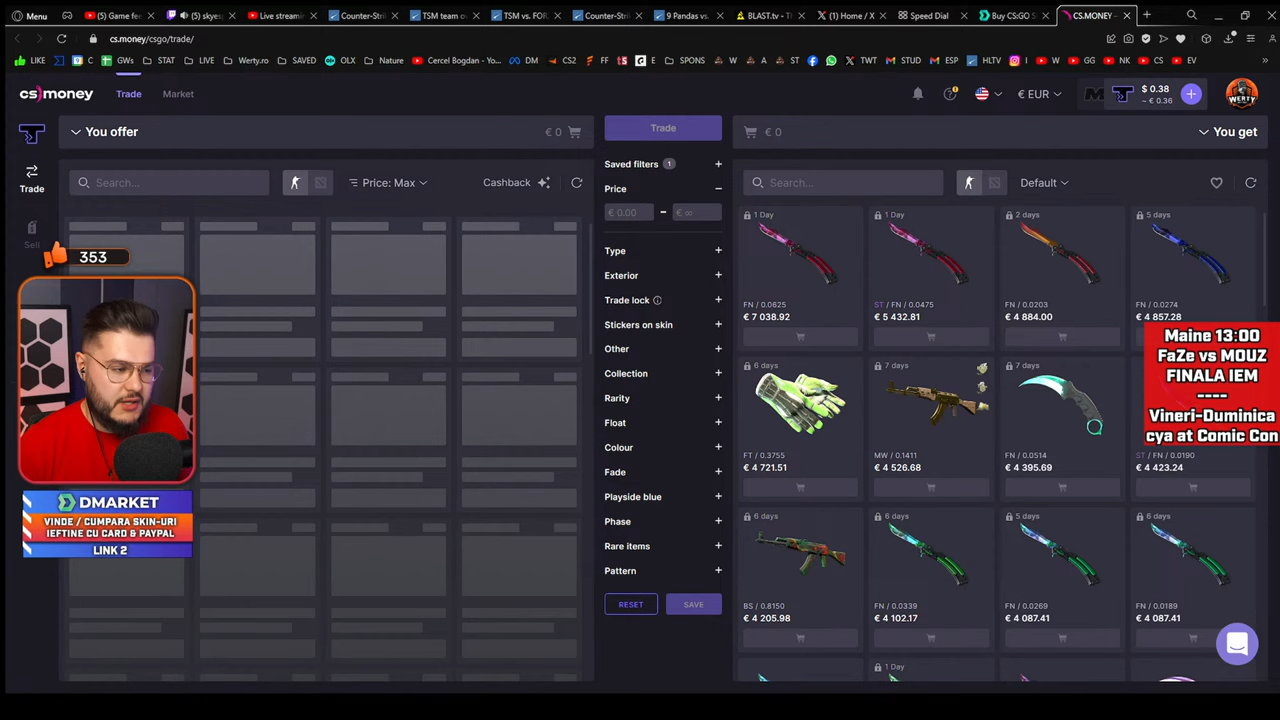 Menu
(5) Game fe
(5) skyes
Live streamin
Counter-Strik
TSM team ov
TSM vs. FOR
Counter-Strik
9 Pandas vs.
BLAST.tv - Th
(1) Home / X
Speed Dial
Buy CS:GO S
CS.MONEY -
cs.money/csgo/trade/
LIKE
C
GWs
STAT
LIVE
Werty.ro
SAVED
OLX
Nature
Cercel Bogdan - Yo...
DM
CS2
FF
G
E
SPONS
W
A
ST
TWT
STUD
ESP
HLTV
I
W
GG
NK
CS
EV
cs money
Trade
Market
€ EUR
$ 0.38
~ € 0.36
WERTY
You offer
€ 0
Trade
€ 0
You get
Trade
Search...
Price: Max
Cashback
Saved filters 1
Search...
Default
Price
€ 0.00
€ ∞
Sell
353
Type
Exterior
Trade lock
Stickers on skin
Other
Collection
Rarity
Float
Colour
Fade
Playside blue
Phase
Rare items
Pattern
RESET
SAVE
1 Day
1 Day
2 days
5 days
FN / 0.0625
ST / FN / 0.0475
FN / 0.0203
FN / 0.0274
€ 7 038.92
€ 5 432.81
€ 4 884.00
€ 4 857.28
6 days
7 days
7 days
FT / 0.3755
MW / 0.1411
FN / 0.0514
ST / FN / 0.0190
€ 4 721.51
€ 4 526.68
€ 4 395.69
€ 4 423.24
6 days
6 days
5 days
6 days
BS / 0.8150
FN / 0.0339
FN / 0.0269
FN / 0.0189
€ 4 205.98
€ 4 102.17
€ 4 087.41
€ 4 087.41
1 Day
Maine 13:00
FaZe vs MOUZ
FINALA IEM
----
Vineri-Duminica
cya at Comic Con
DMARKET
VINDE / CUMPARA SKIN-URI
IEFTINE CU CARD & PAYPAL
LINK 2